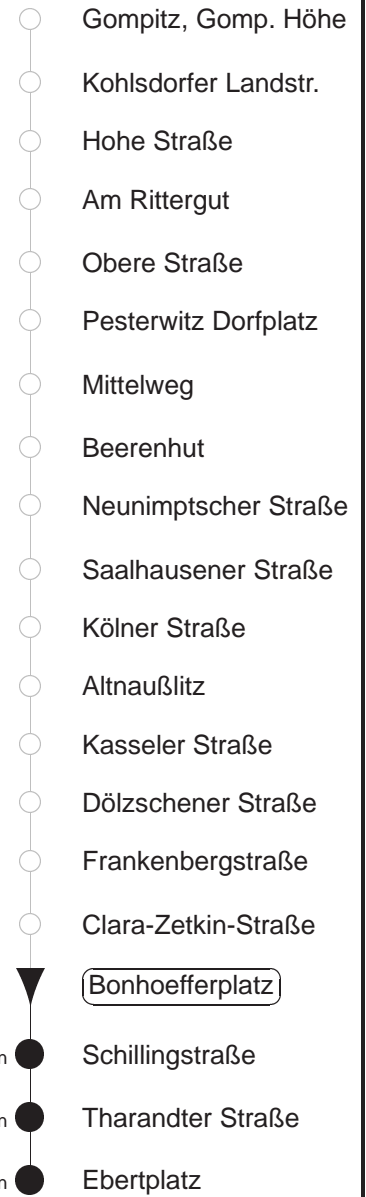 Gompitz, Gomp. Höhe
Kohlsdorfer Landstr.
Hohe Straße
Am Rittergut
Obere Straße
Pesterwitz Dorfplatz
Mittelweg
Beerenhut
Neunimptscher Straße
Saalhausener Straße
Kölner Straße
Altnaußlitz
Kasseler Straße
Dölzschener Straße
Frankenbergstraße
Clara-Zetkin-Straße
Bonhoefferplatz
Schillingstraße
Tharandter Straße
Ebertplatz